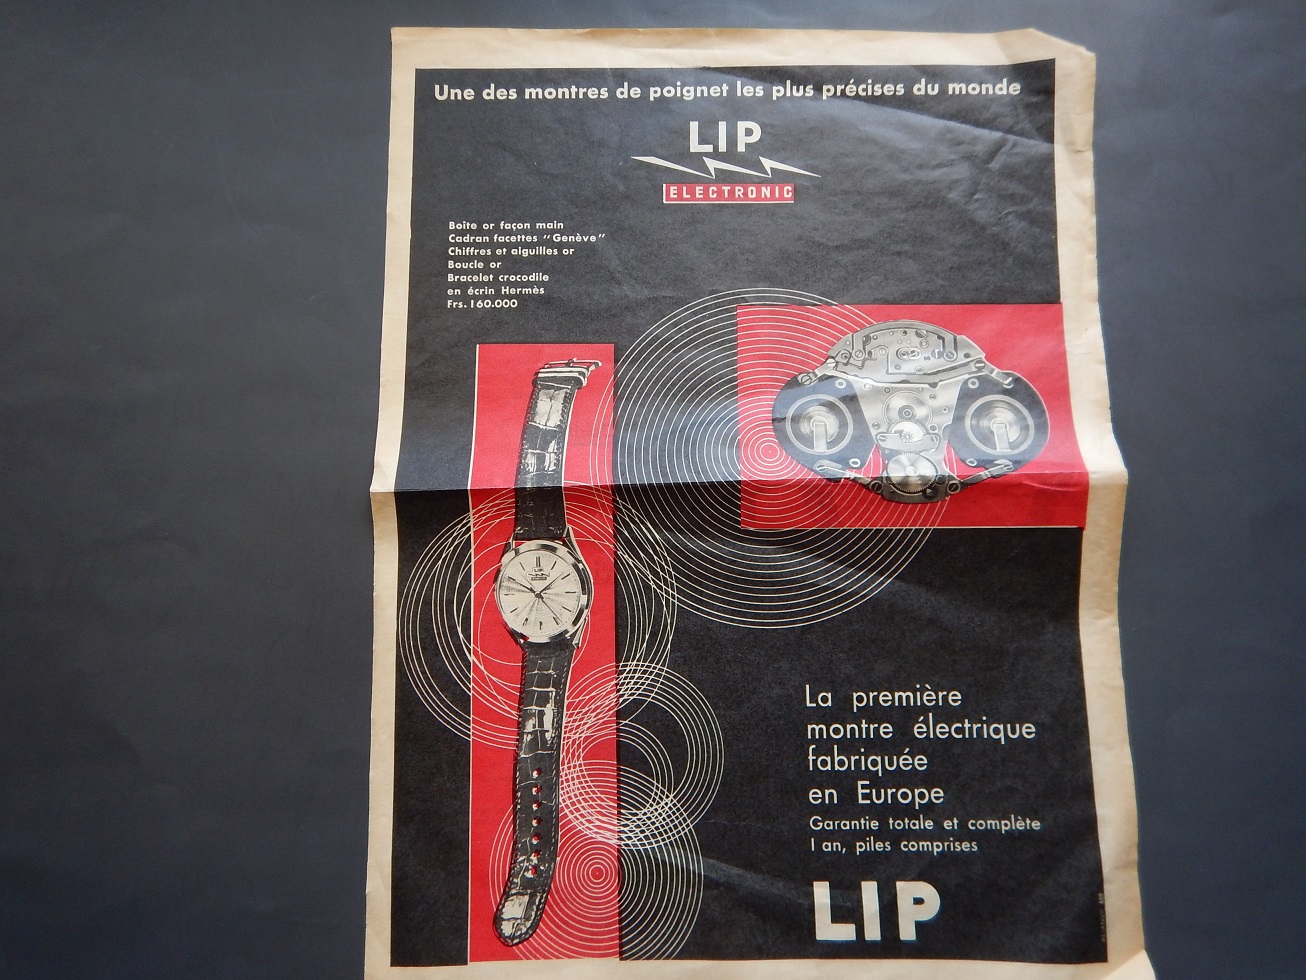 Une des montres de poignet les plus précises du monde
LIP
ELECTRONIC
Boîte or façon main
Cadran facettes "Genève"
Chiffres et aiguilles or
Boucle or
Bracelet crocodile
en écrin Hermès
Frs. 160.000
LIP
La première
montre électrique
fabriquée
en Europe
Garantie totale et complète
1 an, piles comprises
LIP